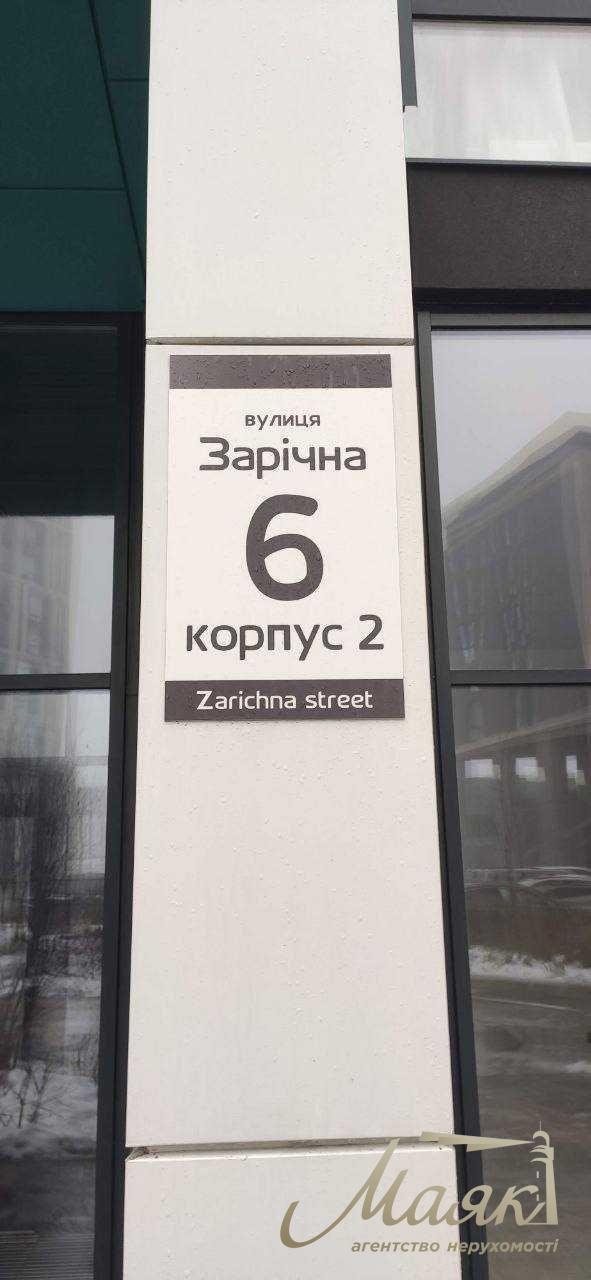 вулиця
Зарічна
6
корпус 2
Zarichna street
Маяк
агентство нерухомості